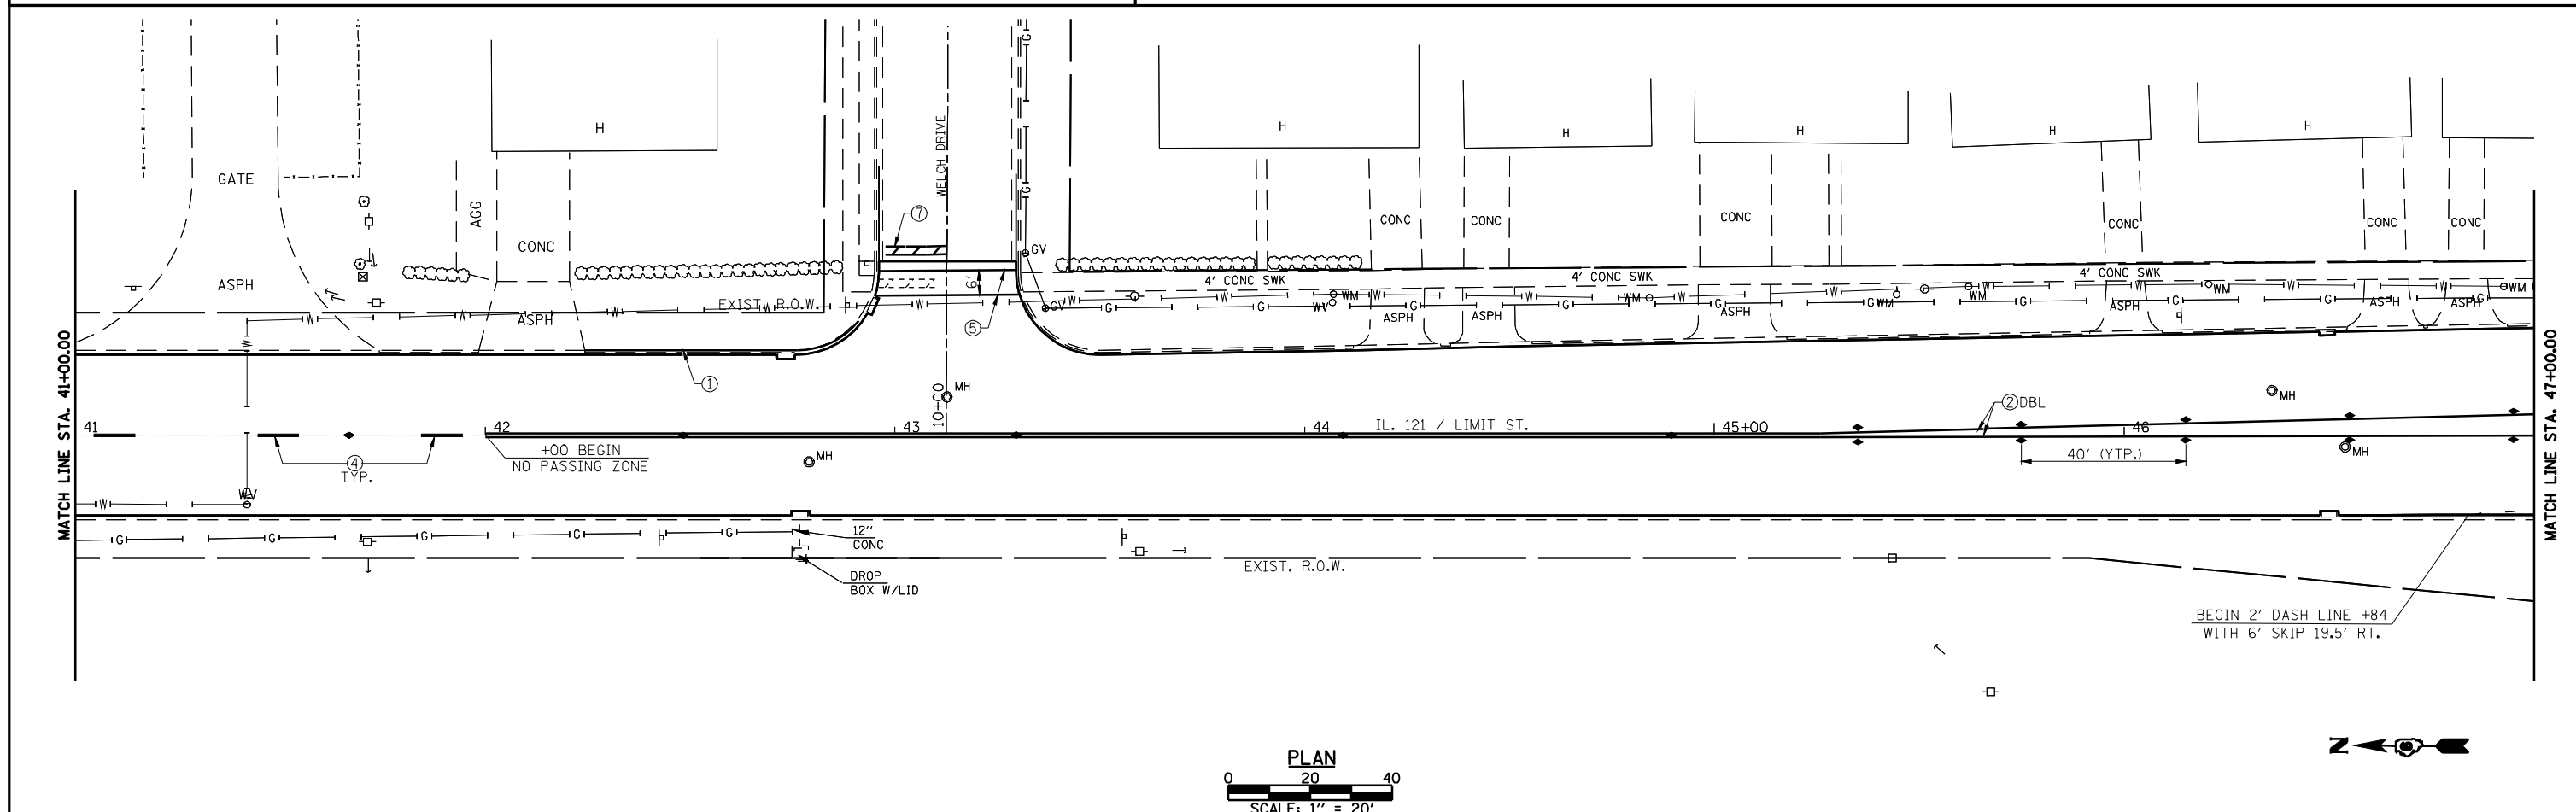 H
H
H
H
H
H
GATE
AGG
CONC
ASPH
ASPH
WELCH DRIVE
G
G
7
GV
GV
6'
5
EXIST. R.O.W.
CONC
CONC
CONC
CONC
CONC
CONC
4' CONC SWK
4' CONC SWK
4' CONC SWK
W W W W W W W W W W W W W W
WM WM WM WM WM WM
WV
G G G G G G G G
ASPH
ASPH
ASPH
ASPH
ASPH
ASPH
1
MATCH LINE STA. 41+00.00
MATCH LINE STA. 47+00.00
10+00
MH
MH
MH
MH
41
42
43
44
45+00
46
IL. 121 / LIMIT ST.
2 DBL
40' (YTP.)
+00 BEGIN
NO PASSING ZONE
4
TYP.
W
W
WV
G G G G G
12"
CONC
DROP
BOX W/LID
EXIST. R.O.W.
BEGIN 2' DASH LINE +84
WITH 6' SKIP 19.5' RT.
N
PLAN
0 20 40
SCALE: 1" = 20'